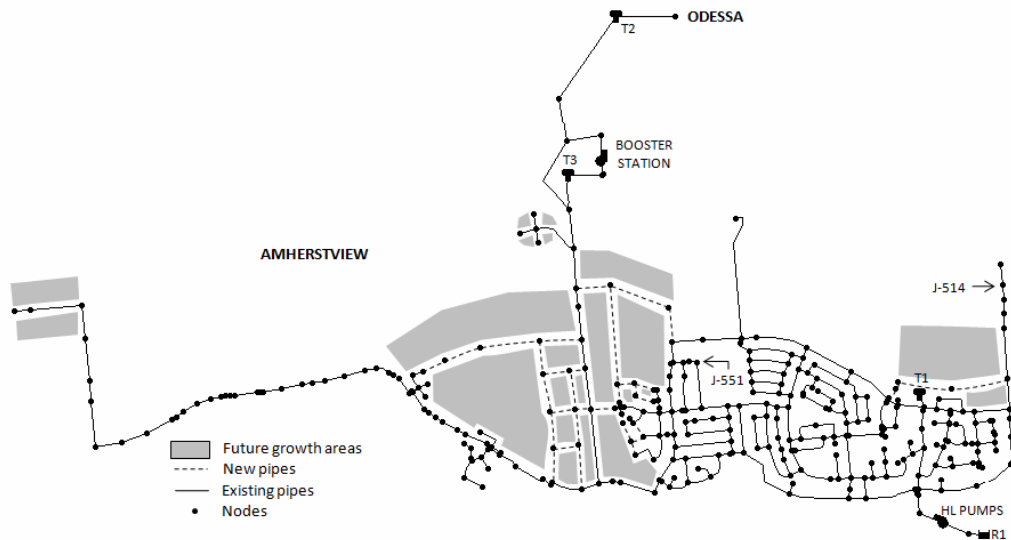 ODESSA
T2
BOOSTER
STATION
T3
AMHERSTVIEW
J-514
J-551
T1
Future growth areas
New pipes
Existing pipes
Nodes
HL PUMPS
R1